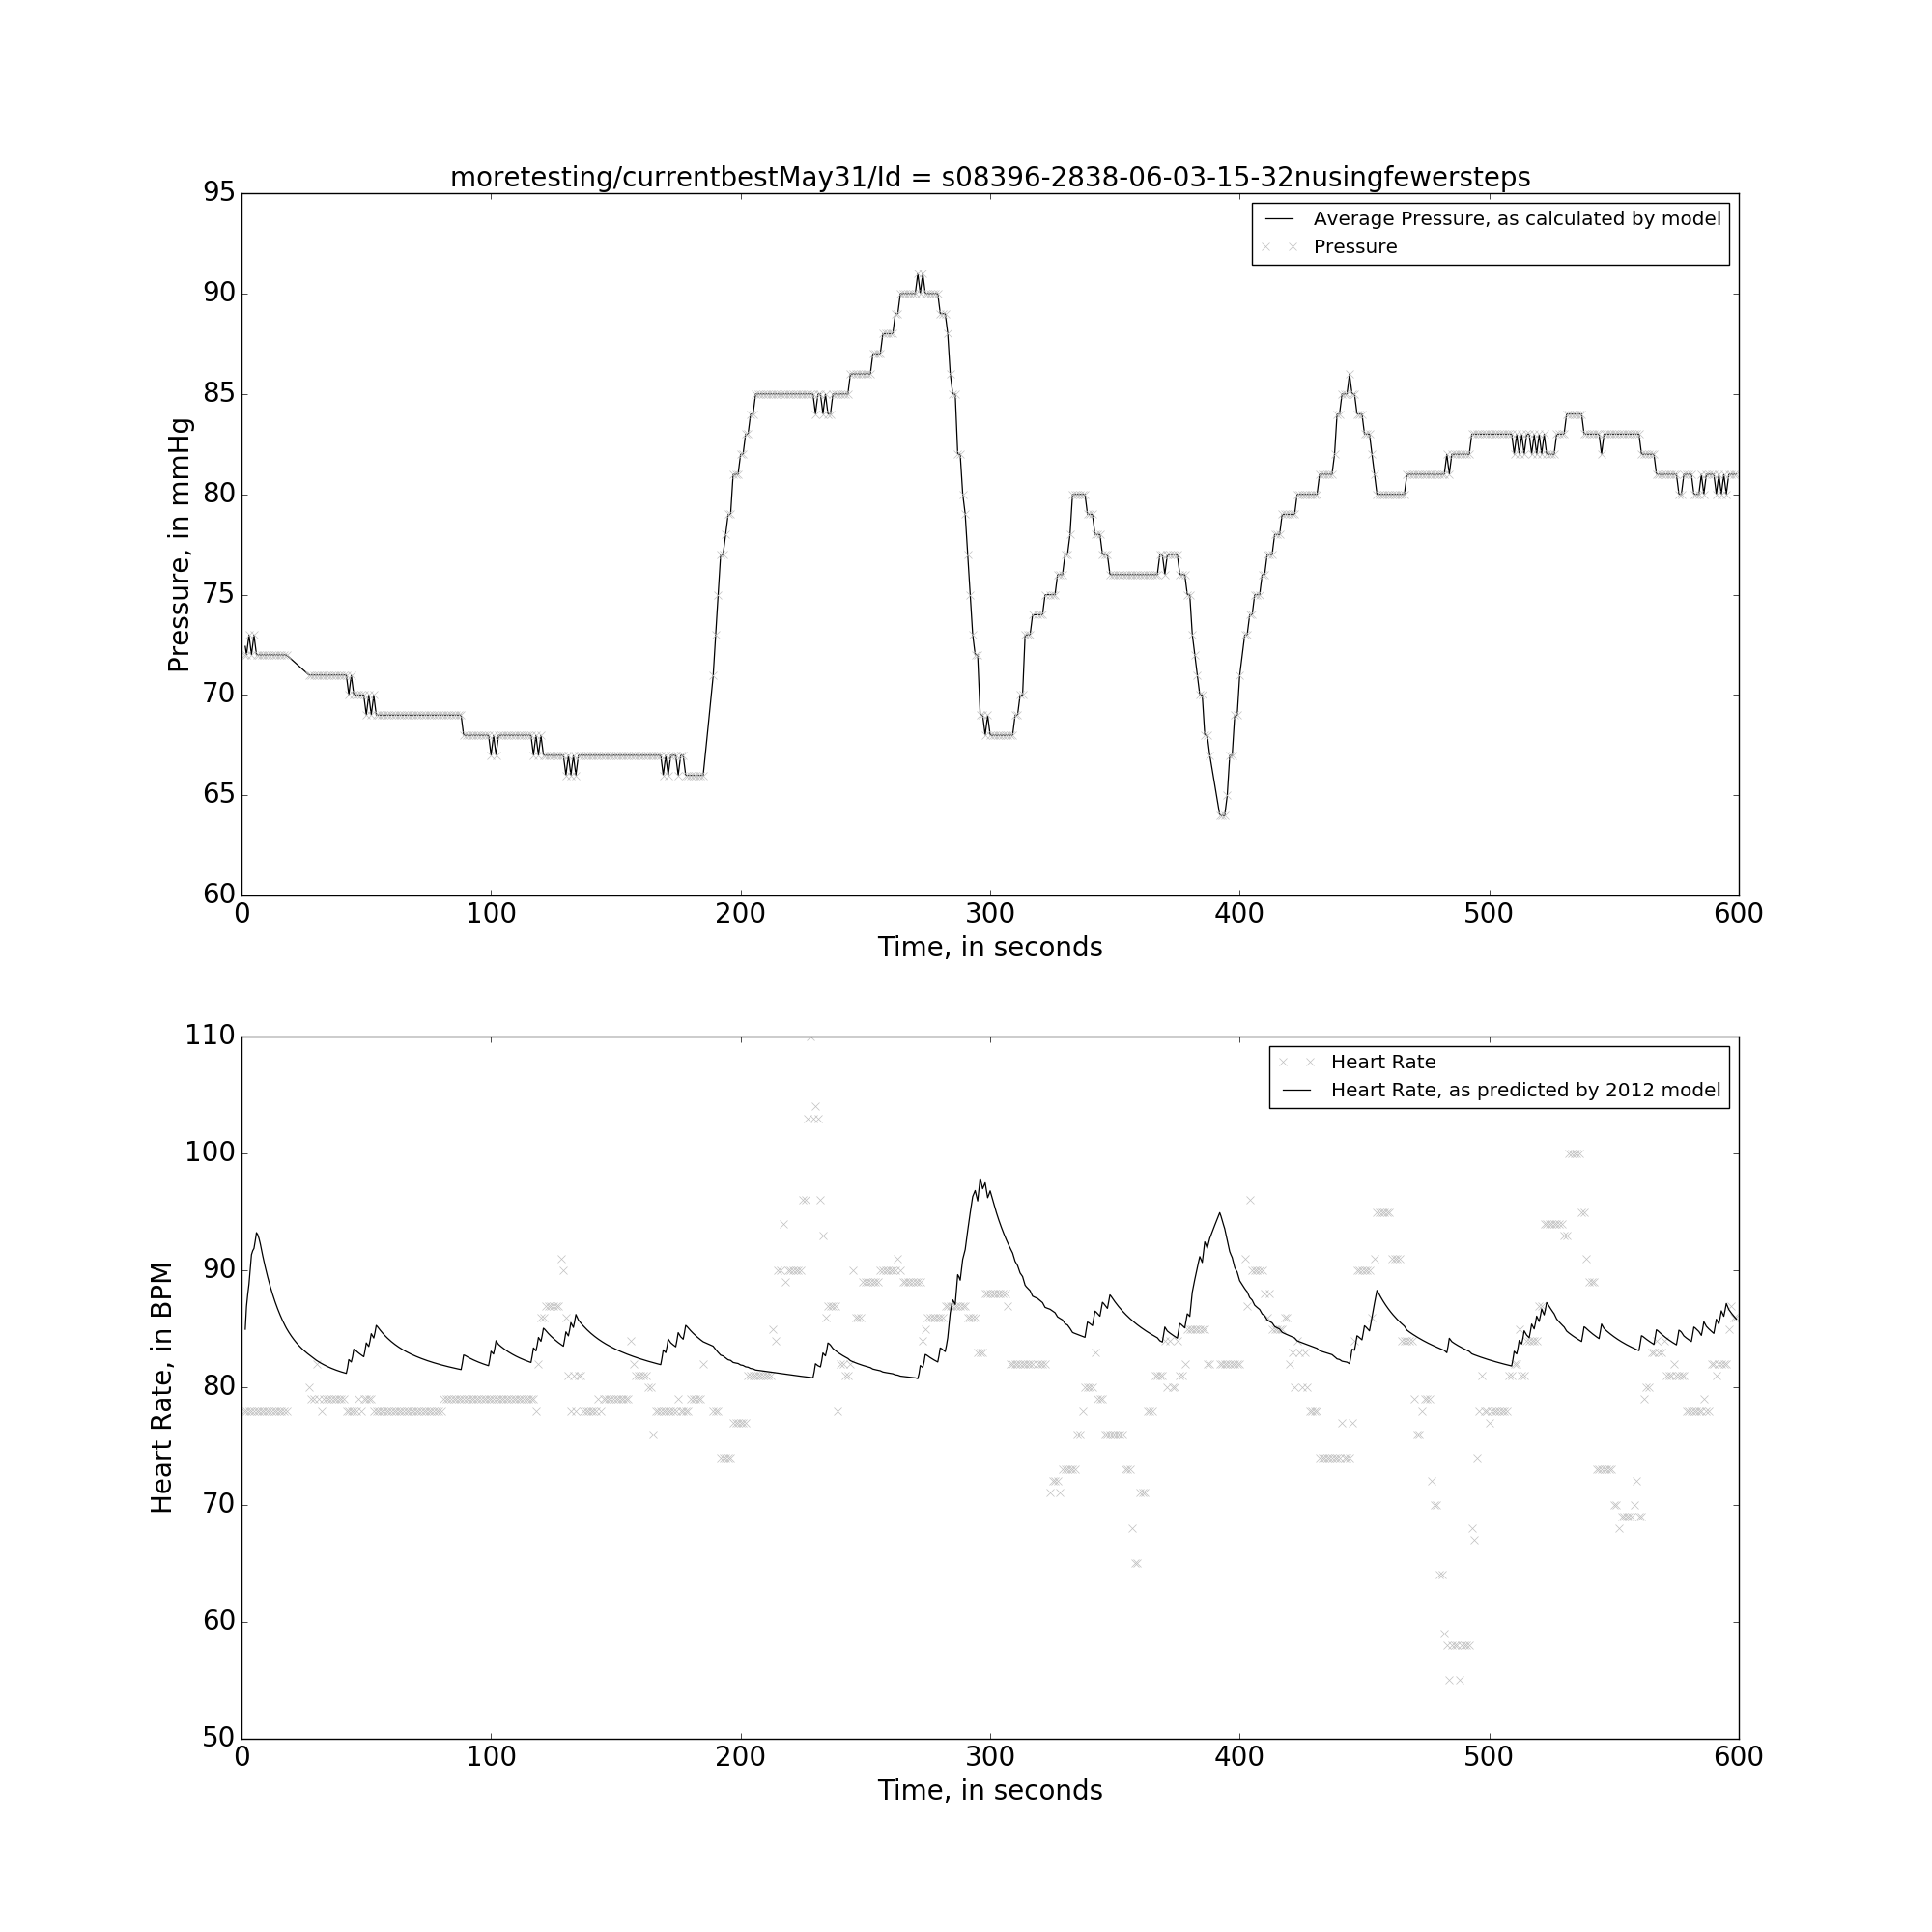 moretesting/currentbestMay31/Id = s08396-2838-06-03-15-32nusingfewersteps
95
90
85
80
75
70
65
60
Pressure, in mmHg
Average Pressure, as calculated by model
Pressure
0 100 200 300 400 500 600
Time, in seconds
110
100
90
80
70
60
50
Heart Rate, in BPM
Heart Rate
Heart Rate, as predicted by 2012 model
0 100 200 300 400 500 600
Time, in seconds